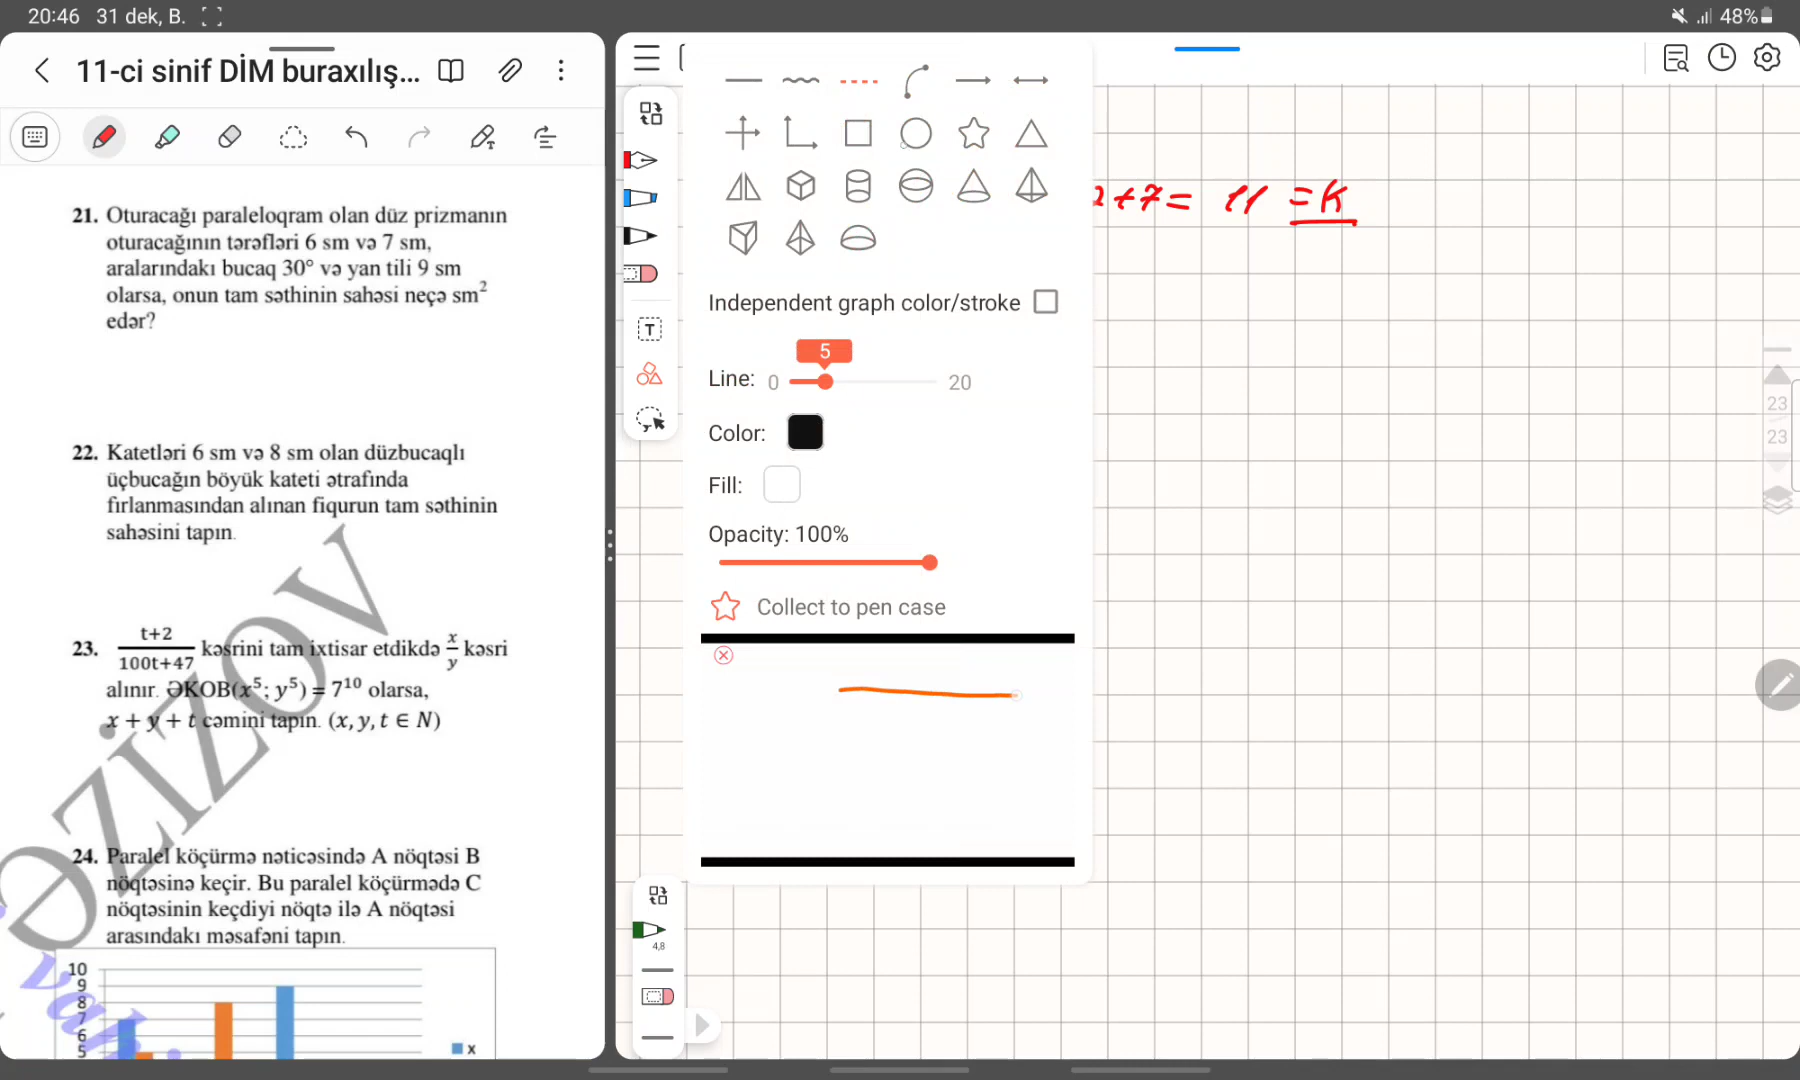 20:46 31 dek, B.
48%
11-ci sinif DİM buraxılış...
21. Oturacağı paraleloqram olan düz prizmanın
oturacağının tərəfləri 6 sm və 7 sm,
aralarındakı bucaq 30° və yan tili 9 sm
olarsa, onun tam səthinin sahəsi neçə sm²
edər?
22. Katetləri 6 sm və 8 sm olan düzbucaqlı
üçbucağın böyük kateti ətrafında
fırlanmasından alınan fiqurun tam səthinin
sahəsini tapın.
23. t+2/100t+47 kəsrini tam ixtisar etdikdə x/y kəsri
alınır. ƏKOB(x⁵; y⁵) = 7¹⁰ olarsa,
x + y + t cəmini tapın. (x, y, t ∈ N)
24. Paralel köçürmə nəticəsində A nöqtəsi B
nöqtəsinə keçir. Bu paralel köçürmədə C
nöqtəsinin keçdiyi nöqtə ilə A nöqtəsi
arasındakı məsafəni tapın.
10
9
8
7
6
5
x
ƏZİZOV
T
4,8
Independent graph color/stroke
5
Line: 0 20
Color:
Fill:
Opacity: 100%
Collect to pen case
2+7= 11 =k
23
23